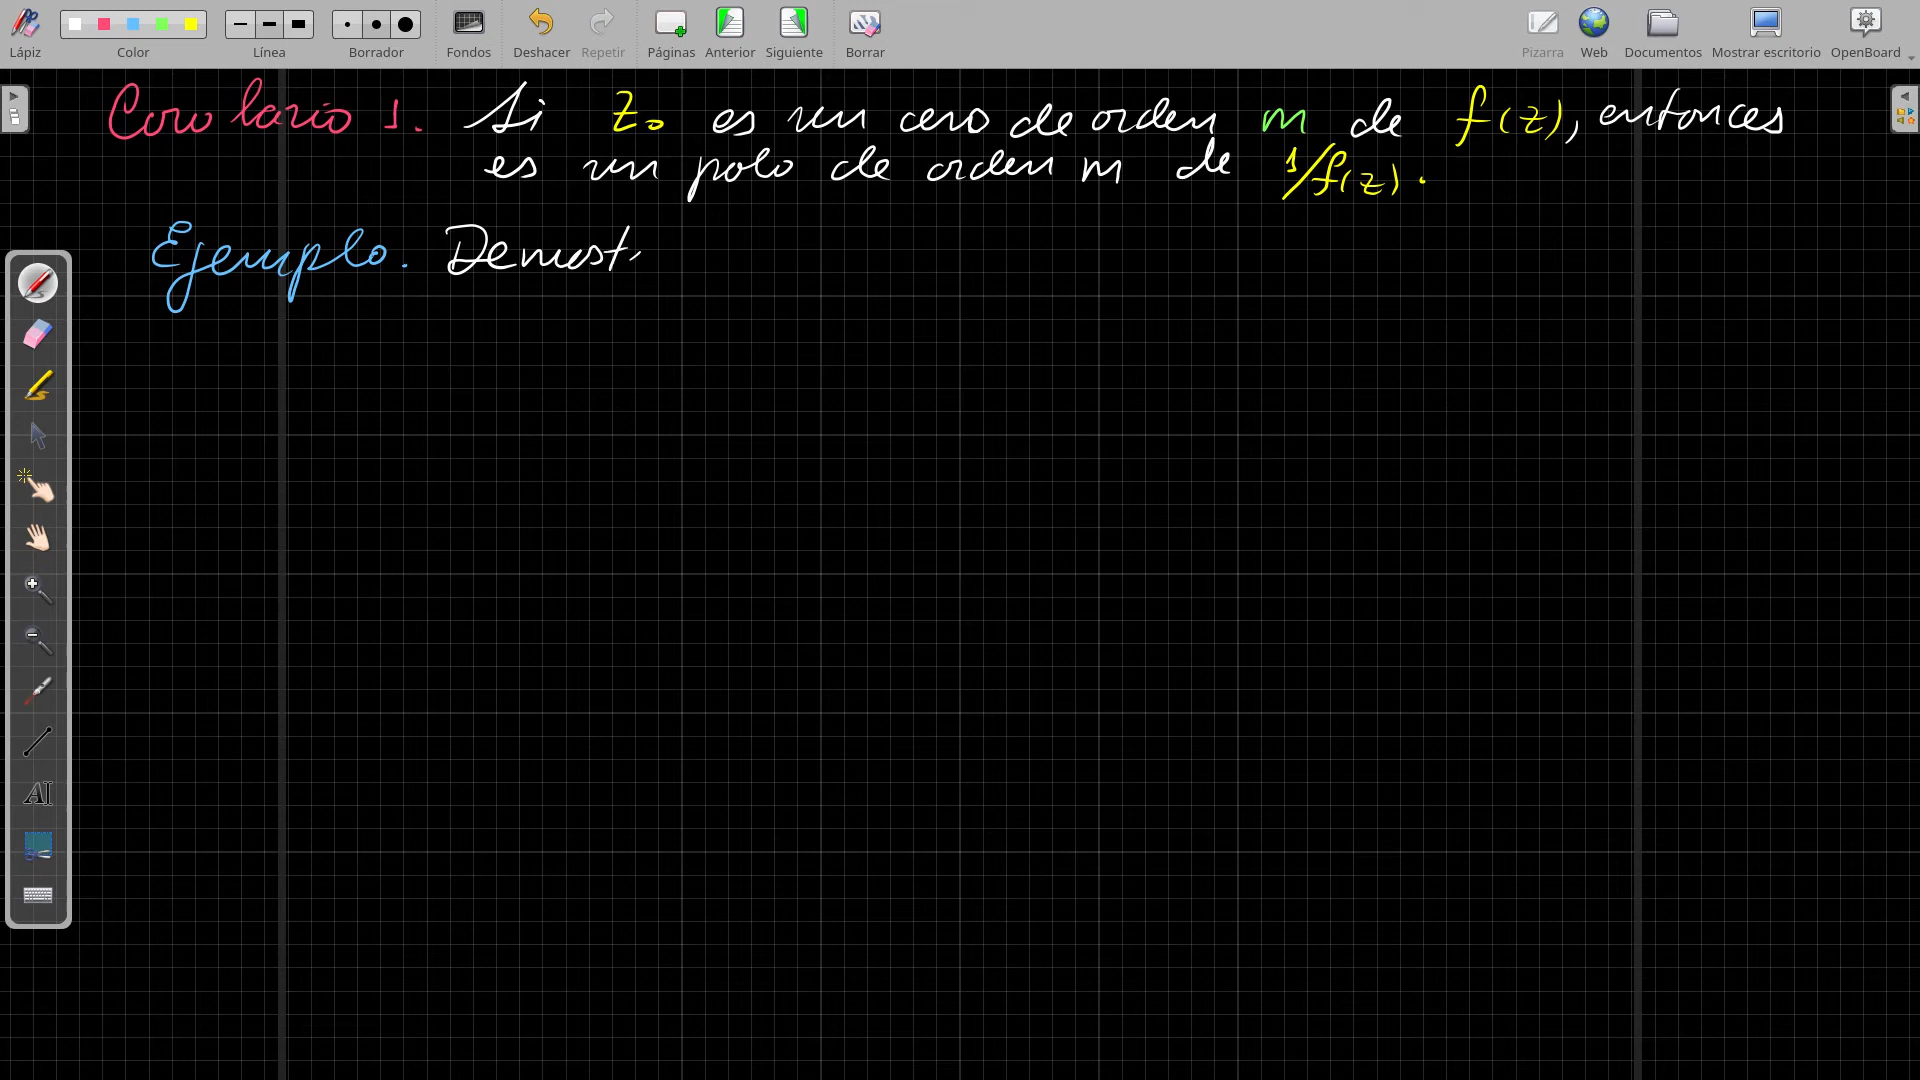 Lápiz Color Línea Borrador Fondos Deshacer Repetir Páginas Anterior Siguiente Borrar Pizarra Web Documentos Mostrar escritorio OpenBoard
Corolario 1. Si z₀ es un cero de orden m de f(z), entonces
es un polo de orden m de 1/f(z).
Ejemplo. Demost
AI